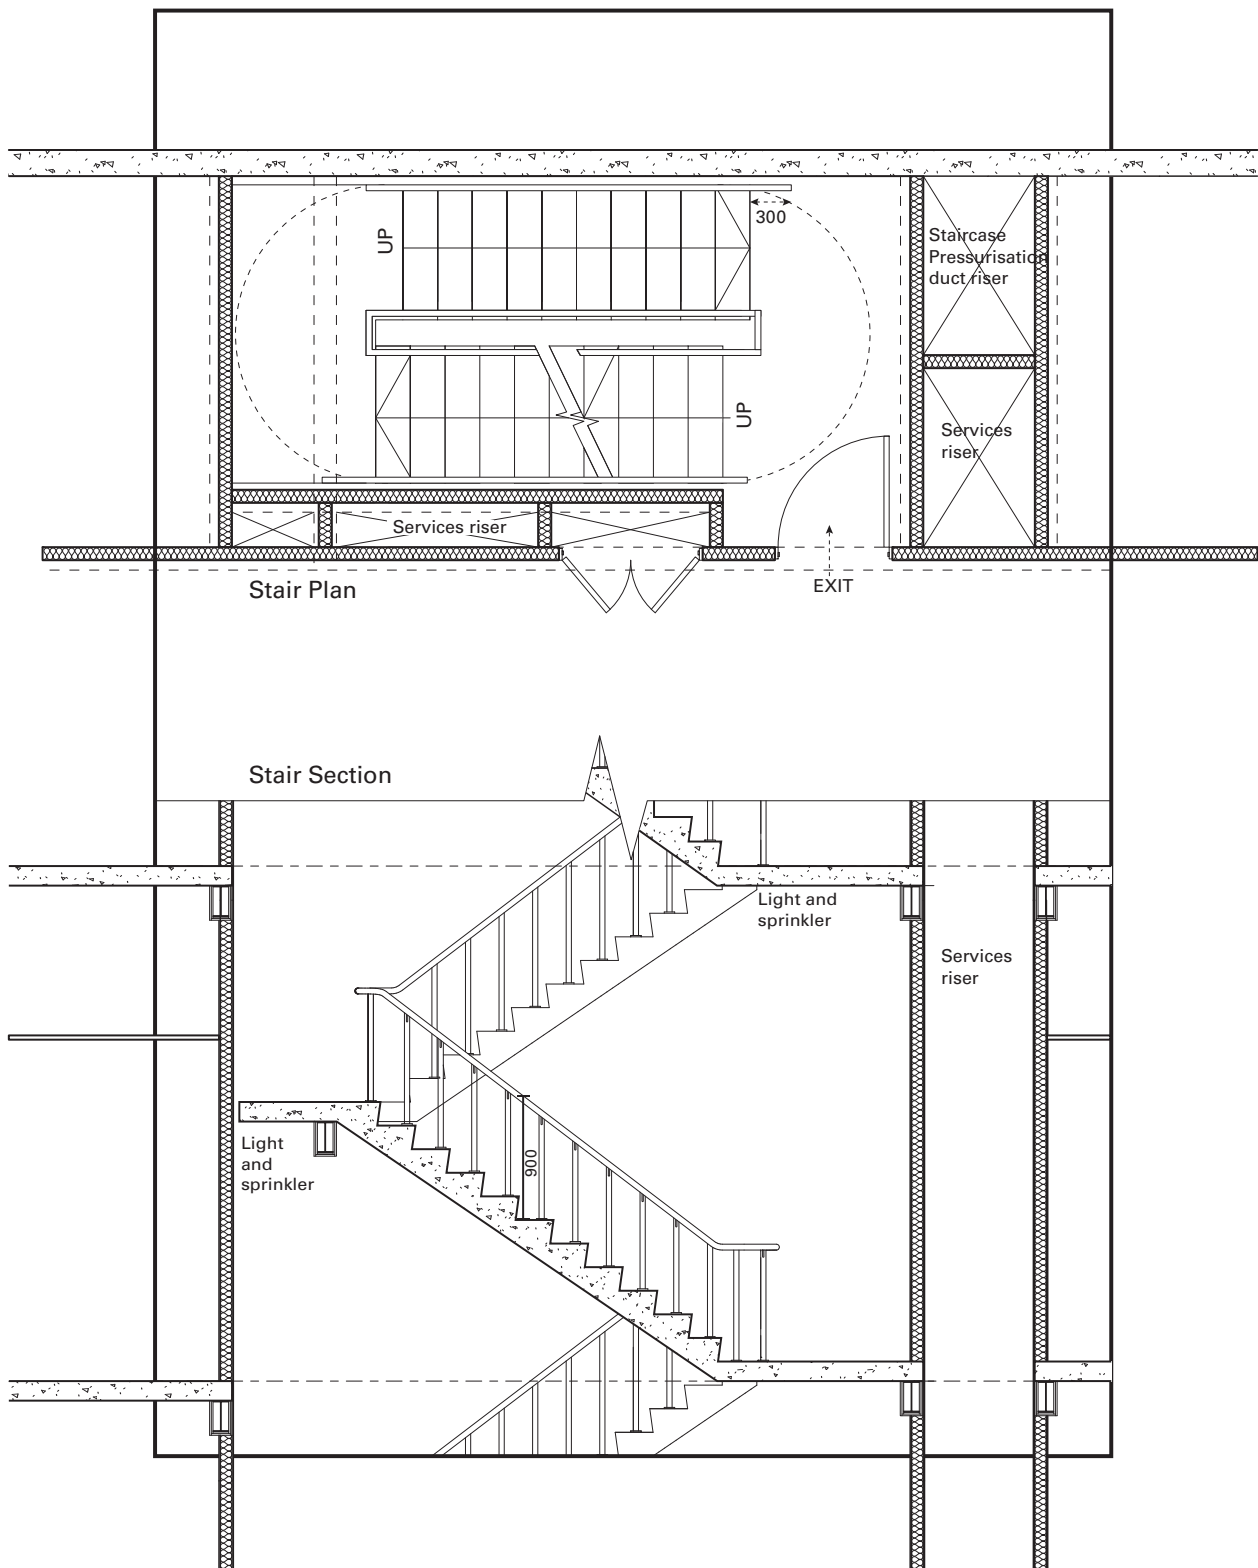 300
UP
Staircase
Pressurisation
duct riser
UP
Services
riser
Services riser
EXIT
Stair Plan
Stair Section
Light and
sprinkler
Services
riser
Light
and
sprinkler
900